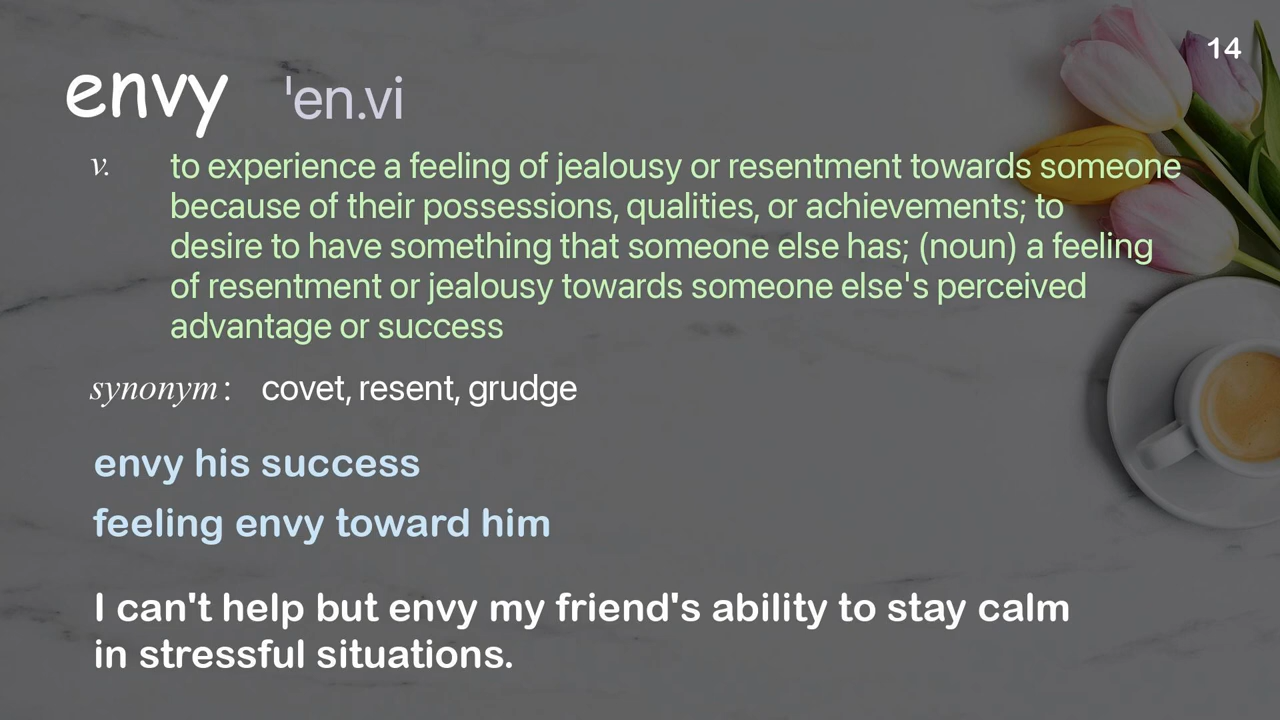 14
envy ˈen.vi
v. to experience a feeling of jealousy or resentment towards someone
because of their possessions, qualities, or achievements; to
desire to have something that someone else has; (noun) a feeling
of resentment or jealousy towards someone else's perceived
advantage or success
synonym : covet, resent, grudge
envy his success
feeling envy toward him
I can't help but envy my friend's ability to stay calm
in stressful situations.